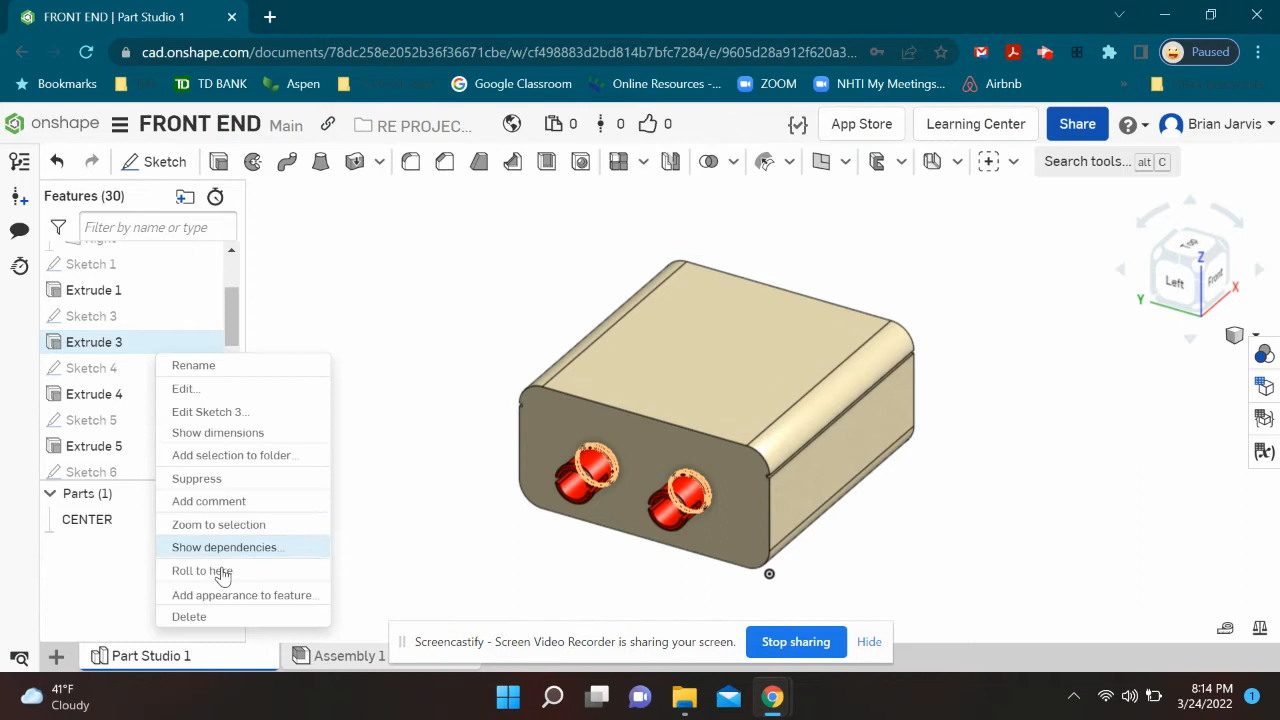 FRONT END | Part Studio 1
cad.onshape.com/documents/78dc258e2052b36f36671cbe/w/cf498883d2bd814b7bfc7284/e/9605d28a912f620a3...
Paused
Bookmarks
TD BANK
Aspen
Google Classroom
Online Resources -...
ZOOM
NHTI My Meetings...
Airbnb
onshape
FRONT END
Main
RE PROJEC...
0
0
0
App Store
Learning Center
Share
Brian Jarvis
Sketch
Search tools...
alt
C
Features (30)
Filter by name or type
Right
Sketch 1
Extrude 1
Sketch 3
Extrude 3
Sketch 4
Extrude 4
Sketch 5
Extrude 5
Sketch 6
Parts (1)
CENTER
Rename
Edit...
Edit Sketch 3...
Show dimensions
Add selection to folder...
Suppress
Add comment
Zoom to selection
Show dependencies...
Roll to here
Add appearance to feature...
Delete
Top
Left
Front
Z
Y
X
Part Studio 1
Assembly 1
Screencastify - Screen Video Recorder is sharing your screen.
Stop sharing
Hide
41°F
Cloudy
8:14 PM
3/24/2022
1